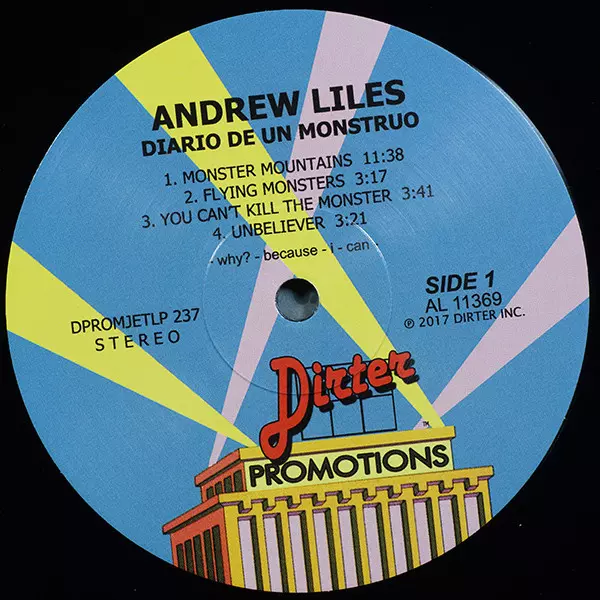 ANDREW LILES
DIARIO DE UN MONSTRUO
1. MONSTER MOUNTAINS 11:38
2. FLYING MONSTERS 3:17
3. YOU CAN'T KILL THE MONSTER 3:41
4. UNBELIEVER 3:21
- why? - because - i - can -
SIDE 1
AL 11369
℗ 2017 DIRTER INC.
DPROMJETLP 237
STEREO
Dirter
TM
PROMOTIONS